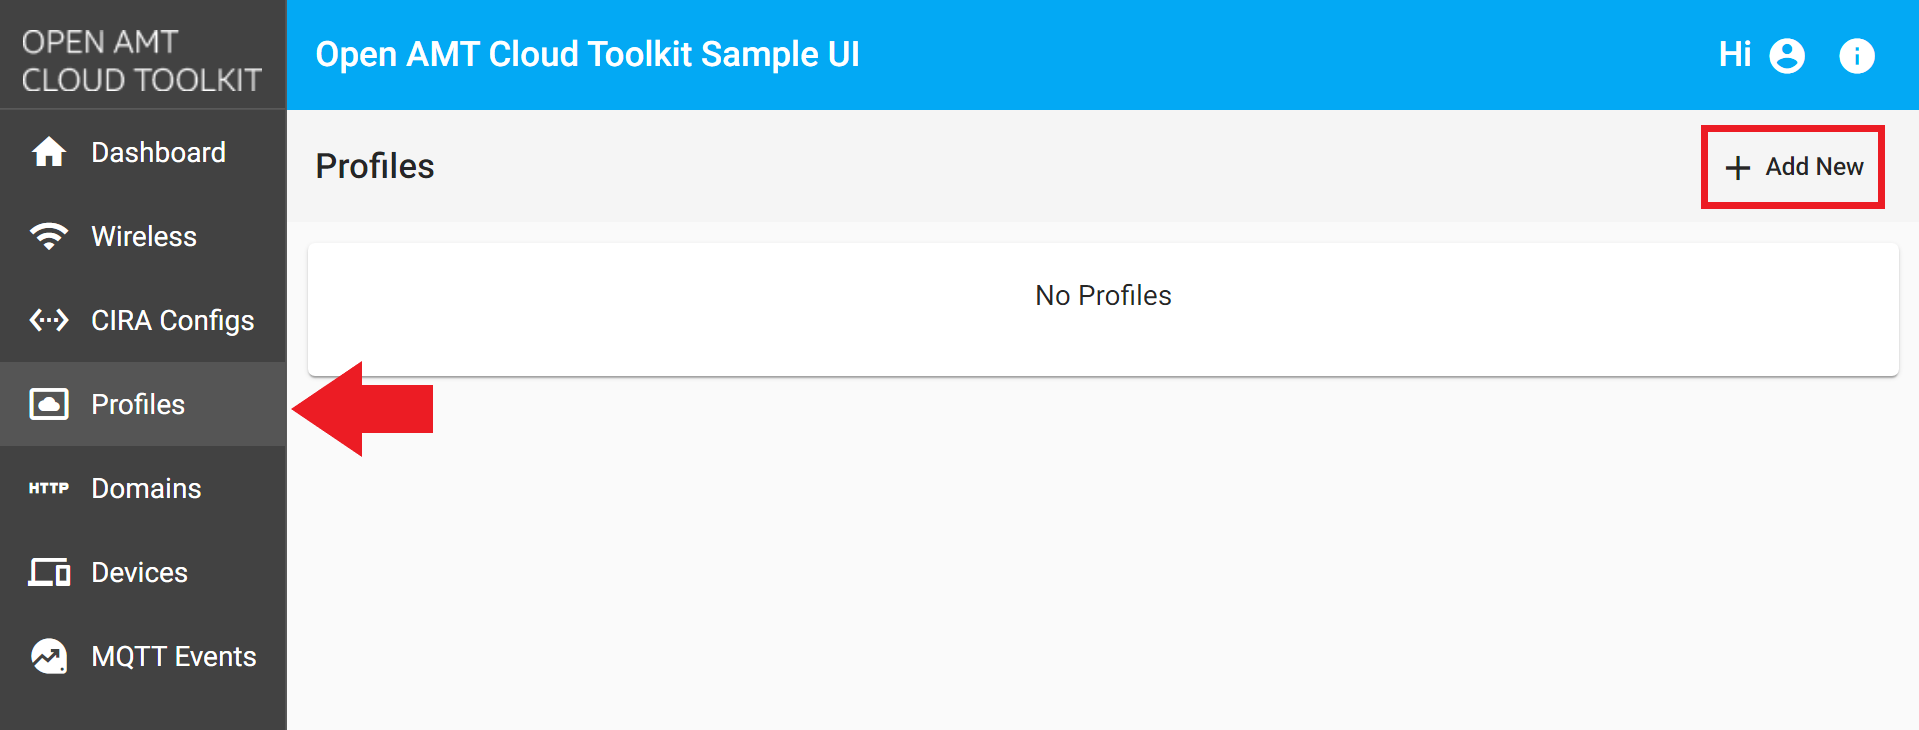 OPEN AMT
CLOUD TOOLKIT
Open AMT Cloud Toolkit Sample UI
Hi
Dashboard
Wireless
CIRA Configs
Profiles
HTTP Domains
Devices
MQTT Events
Profiles
Add New
No Profiles